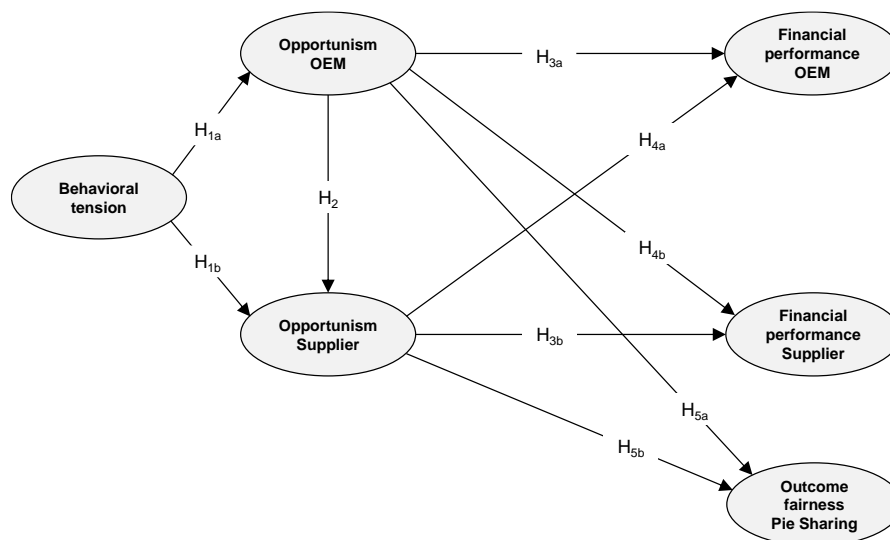 Opportunism
OEM
Financial
performance
OEM
H3a
H1a
H4a
Behavioral
tension
H2
H1b
H4b
Opportunism
Supplier
Financial
performance
Supplier
H3b
H5a
H5b
Outcome
fairness
Pie Sharing